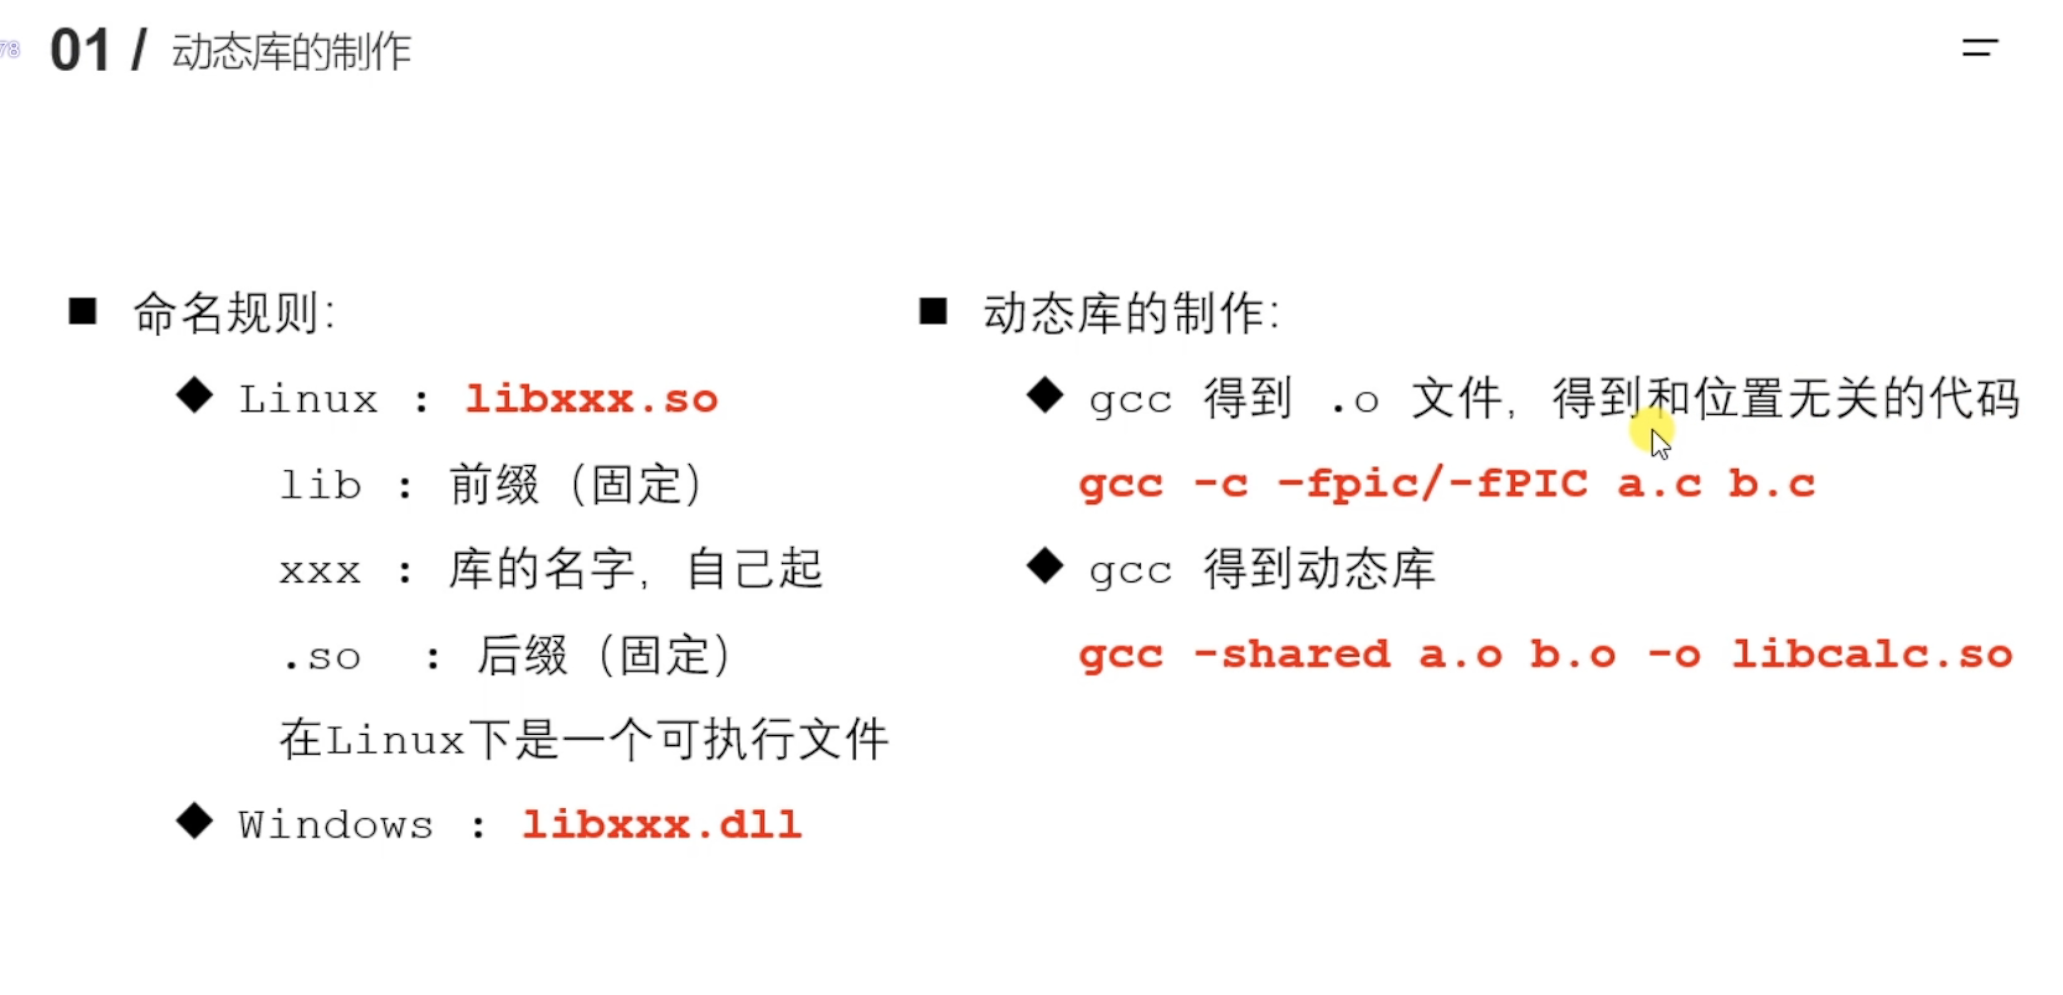 78
01 / 动态库的制作
命名规则:
Linux : libxxx.so
lib : 前缀（固定）
xxx : 库的名字，自己起
.so : 后缀（固定）
在Linux下是一个可执行文件
Windows : libxxx.dll
动态库的制作:
gcc 得到 .o 文件，得到和位置无关的代码
gcc -c -fpic/-fPIC a.c b.c
gcc 得到动态库
gcc -shared a.o b.o -o libcalc.so